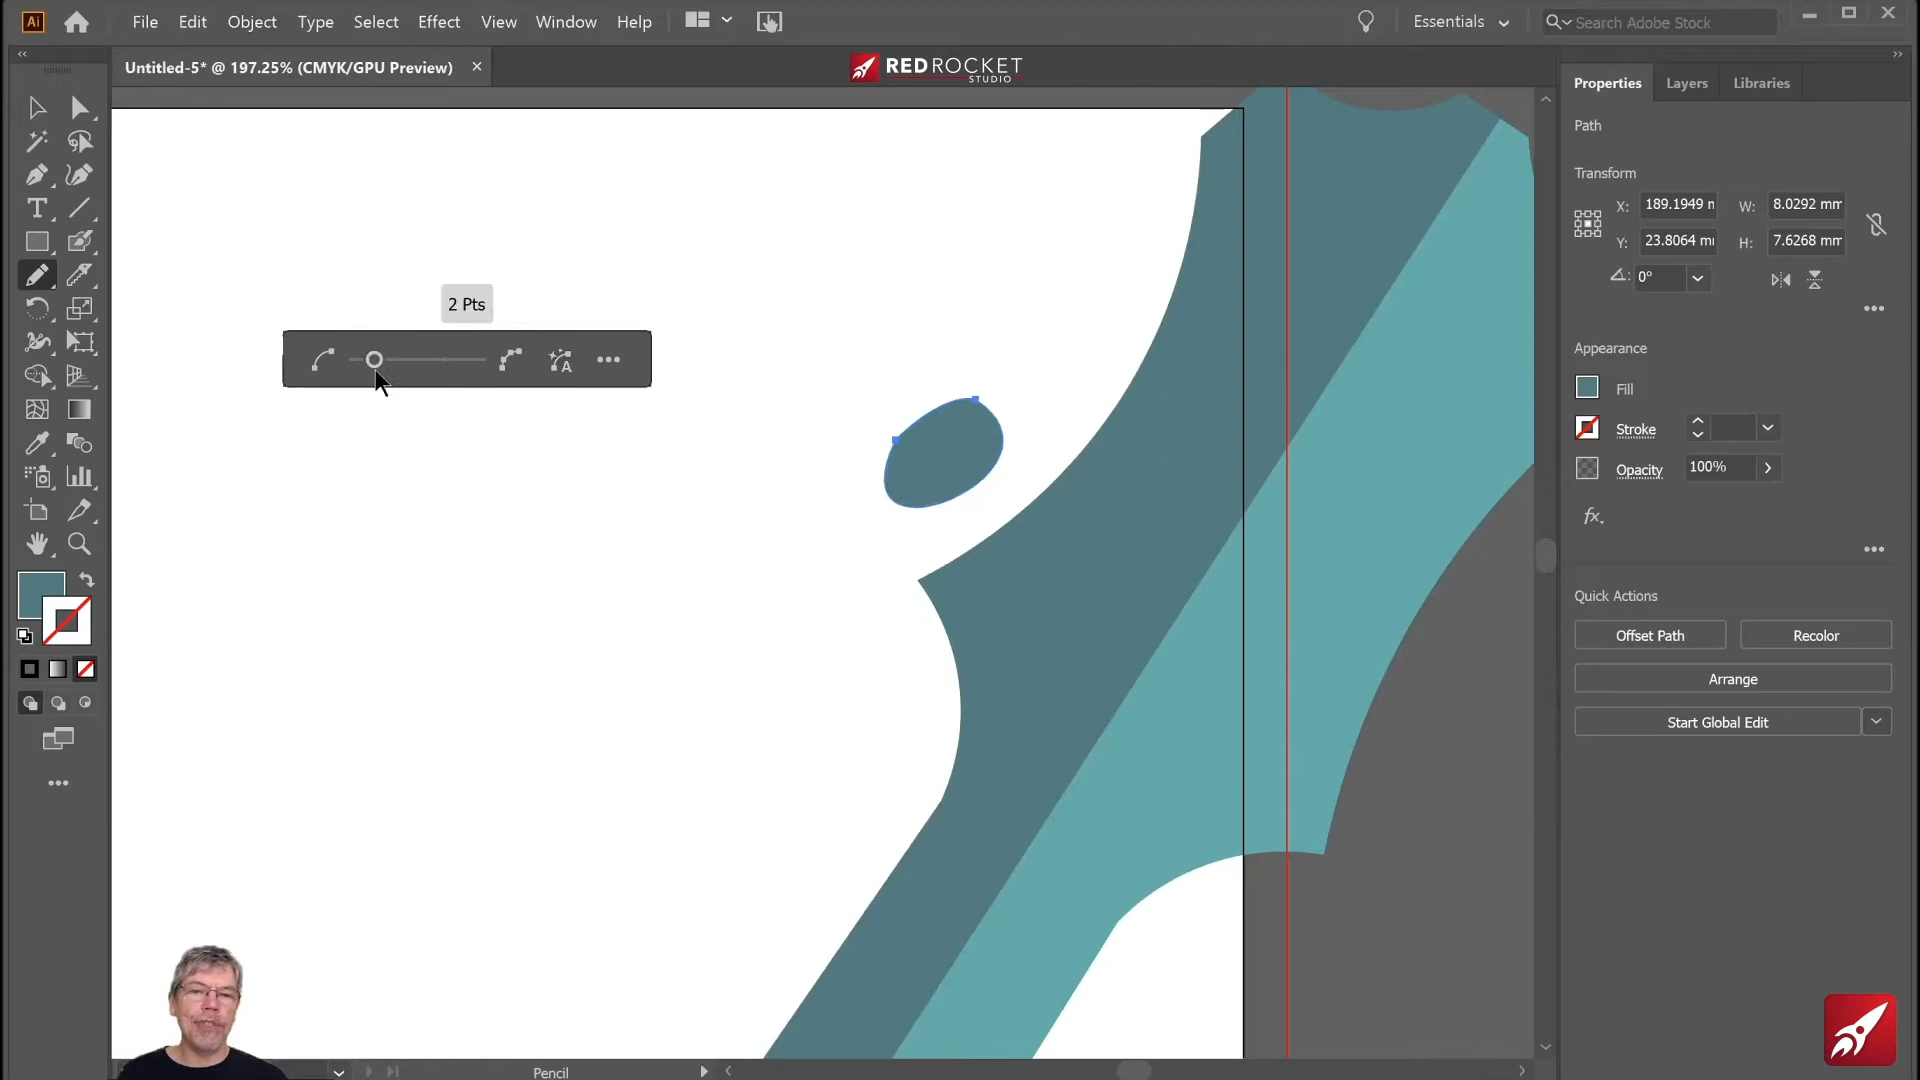 Ai File Edit Object Type Select Effect View Window Help Essentials Search Adobe Stock
Untitled-5* @ 197.25% (CMYK/GPU Preview) ×
REDROCKET
STUDIO
Properties Layers Libraries
Path
Transform
X: 189.1949 m W: 8.0292 mm
Y: 23.8064 mm H: 7.6268 mm
0°
2 Pts
A
Appearance
Fill
Stroke
Opacity 100%
fx.
Quick Actions
Offset Path Recolor
Arrange
Start Global Edit
T
Pencil